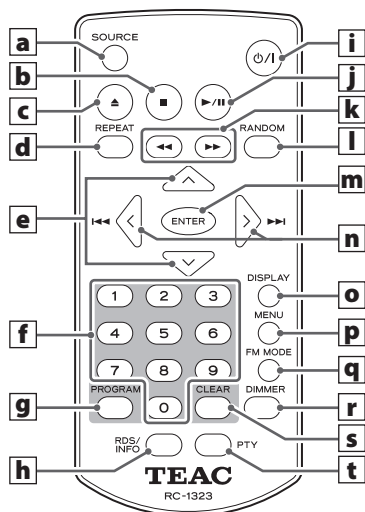 SOURCE
a
i
⏻/I
b
■
▶/II
j
c
▲
k
REPEAT
RANDOM
d
◀◀
▶▶
l
m
e
I◀◀
ENTER
▶▶I
n
DISPLAY
o
1 2 3
MENU
p
f
4 5 6
FM MODE
q
7 8 9
PROGRAM
CLEAR
DIMMER
g
0
r
s
RDS/
INFO
PTY
h
t
TEAC
RC-1323